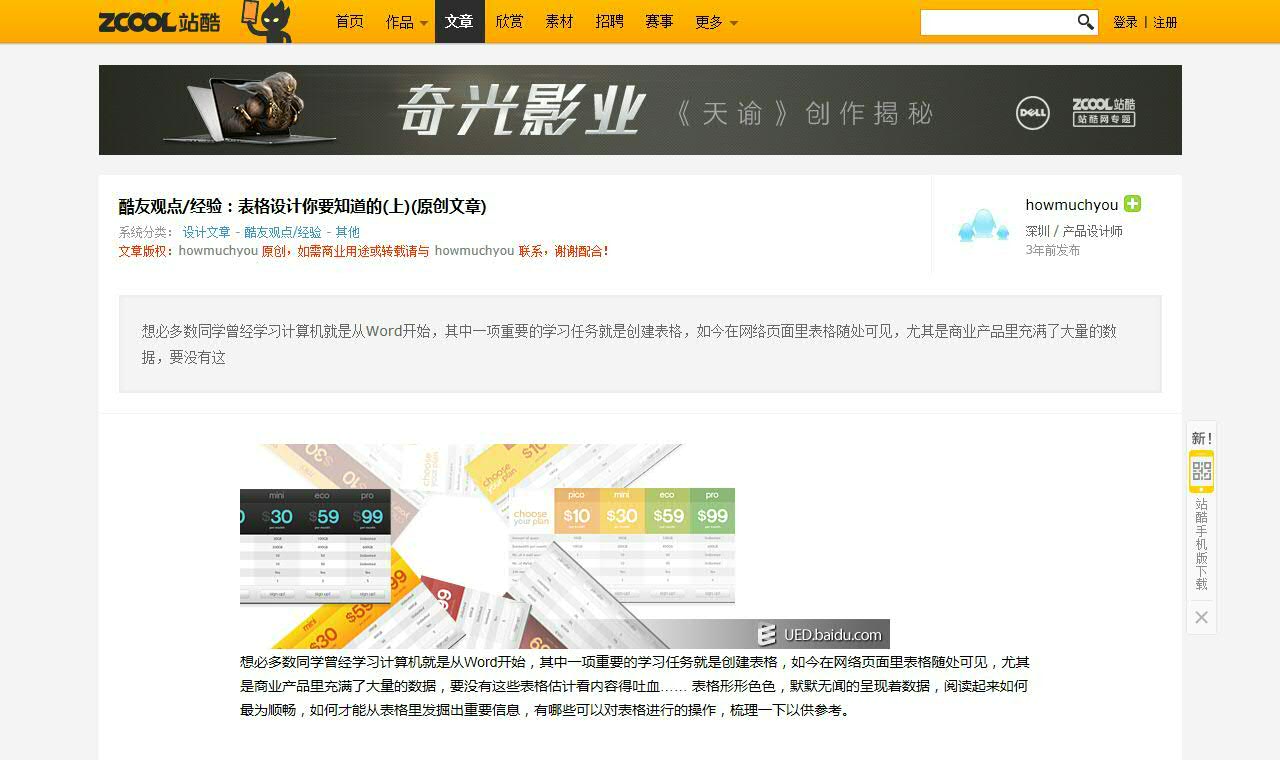 ZCOOL站酷 首页 作品 文章 欣赏 素材 招聘 赛事 更多 登录 | 注册
奇光影业 《天谕》创作揭秘 DELL ZCOOL站酷
站酷网专题
酷友观点/经验：表格设计你要知道的(上)(原创文章)
系统分类： 设计文章 - 酷友观点/经验 - 其他
文章版权：howmuchyou 原创，如需商业用途或转载请与 howmuchyou 联系，谢谢配合！
howmuchyou
深圳 / 产品设计师
3年前发布
想必多数同学曾经学习计算机就是从Word开始，其中一项重要的学习任务就是创建表格，如今在网络页面里表格随处可见，尤其是商业产品里充满了大量的数
据，要没有这
新！
站酷手机版下载
choose
your plan
$10
mini eco pro
$30 $59 $99
choose
your plan
pico mini eco pro
$10 $30 $59 $99
sign up! sign up! sign up!
mini
$30
$59
UED.baidu.com
想必多数同学曾经学习计算机就是从Word开始，其中一项重要的学习任务就是创建表格，如今在网络页面里表格随处可见，尤其
是商业产品里充满了大量的数据，要没有这些表格估计看内容得吐血…… 表格形形色色，默默无闻的呈现着数据，阅读起来如何
最为顺畅，如何才能从表格里发掘出重要信息，有哪些可以对表格进行的操作，梳理一下以供参考。